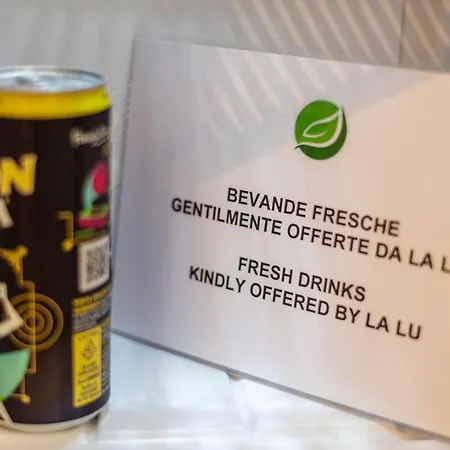 BEVANDE FRESCHE
GENTILMENTE OFFERTE DA LA L
FRESH DRINKS
KINDLY OFFERED BY LA LU